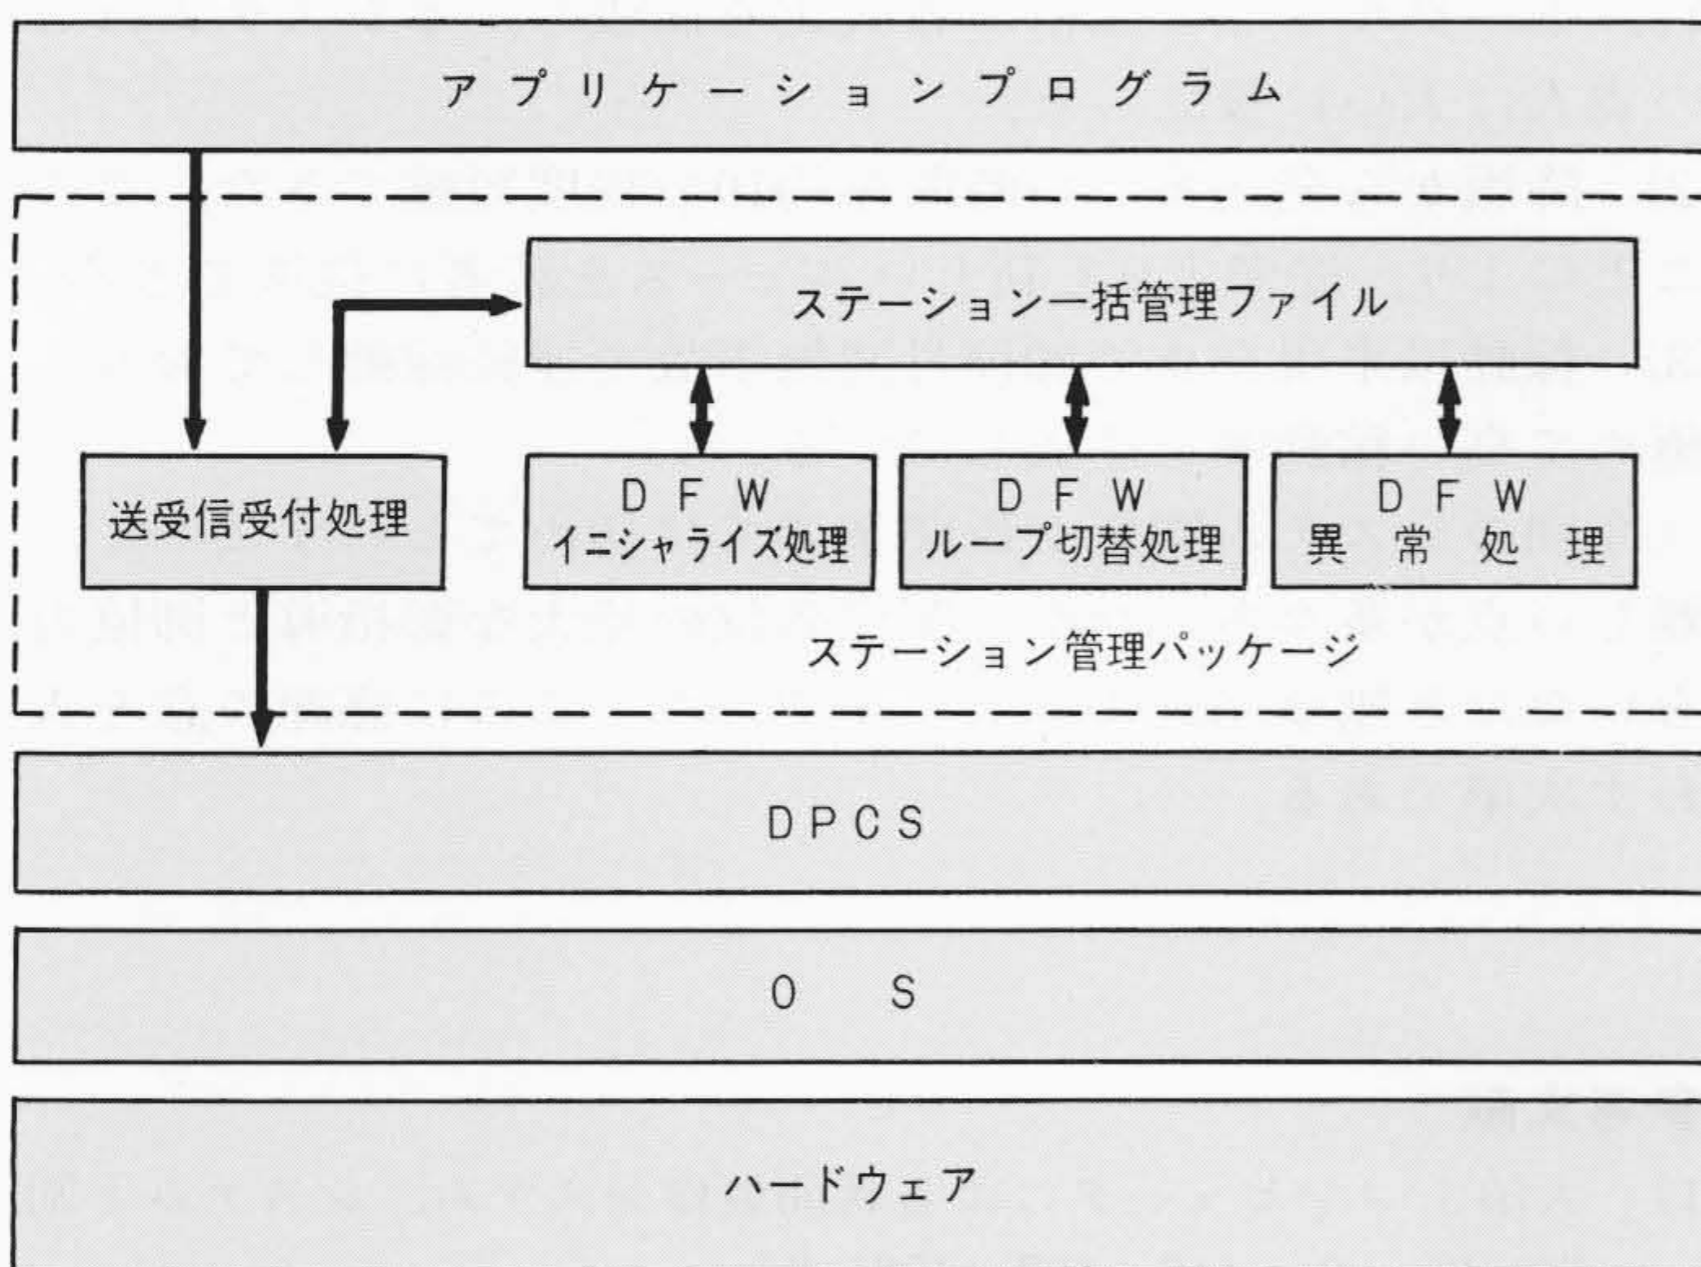 アプリケーションプログラム
ステーション一括管理ファイル
送受信受付処理
DFW
イニシャライズ処理
DFW
ループ切替処理
DFW
異常処理
ステーション管理パッケージ
DPCS
OS
ハードウェア